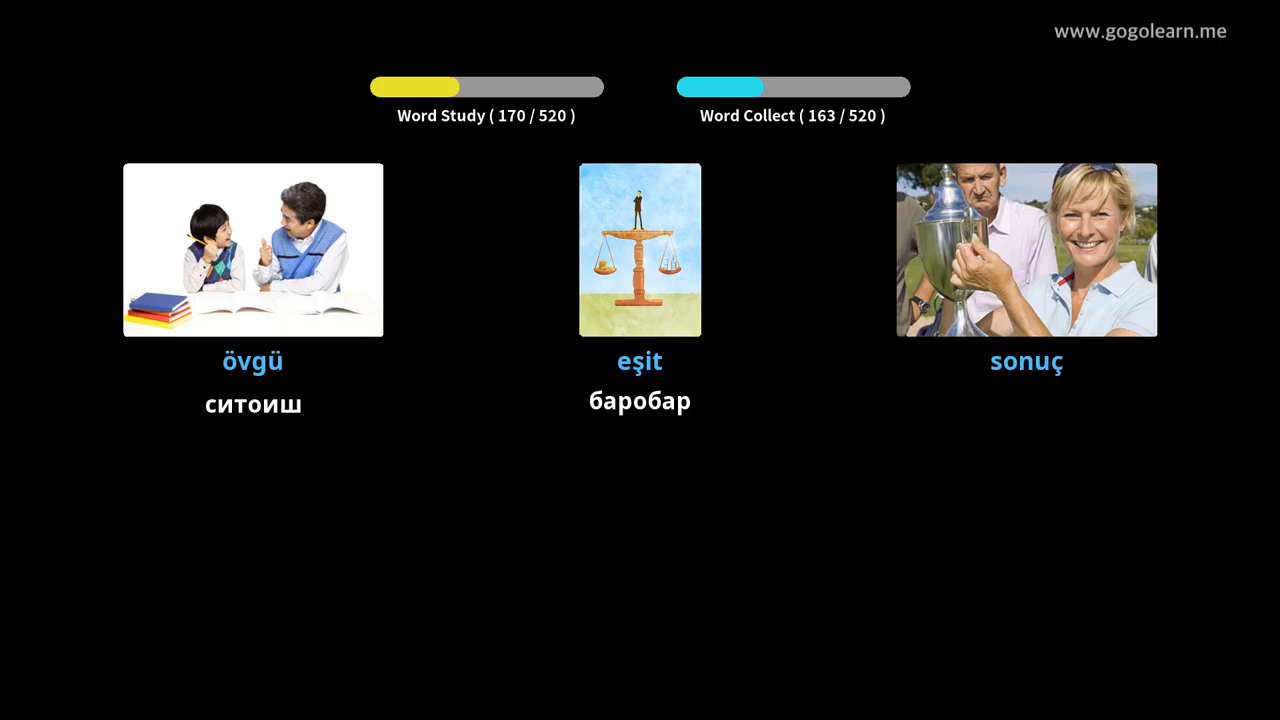 www.gogolearn.me
Word Study ( 170 / 520 )
Word Collect ( 163 / 520 )
övgü
eşit
sonuç
ситоиш
баробар